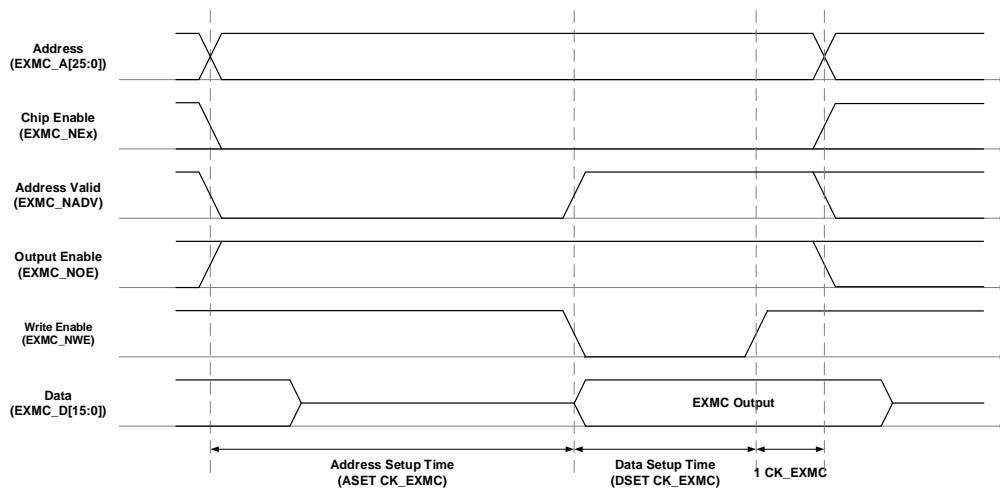 Address
(EXMC_A[25:0])
Chip Enable
(EXMC_NEx)
Address Valid
(EXMC_NADV)
Output Enable
(EXMC_NOE)
Write Enable
(EXMC_NWE)
Data
(EXMC_D[15:0])
EXMC Output
Address Setup Time
(ASET CK_EXMC)
Data Setup Time
(DSET CK_EXMC)
1 CK_EXMC